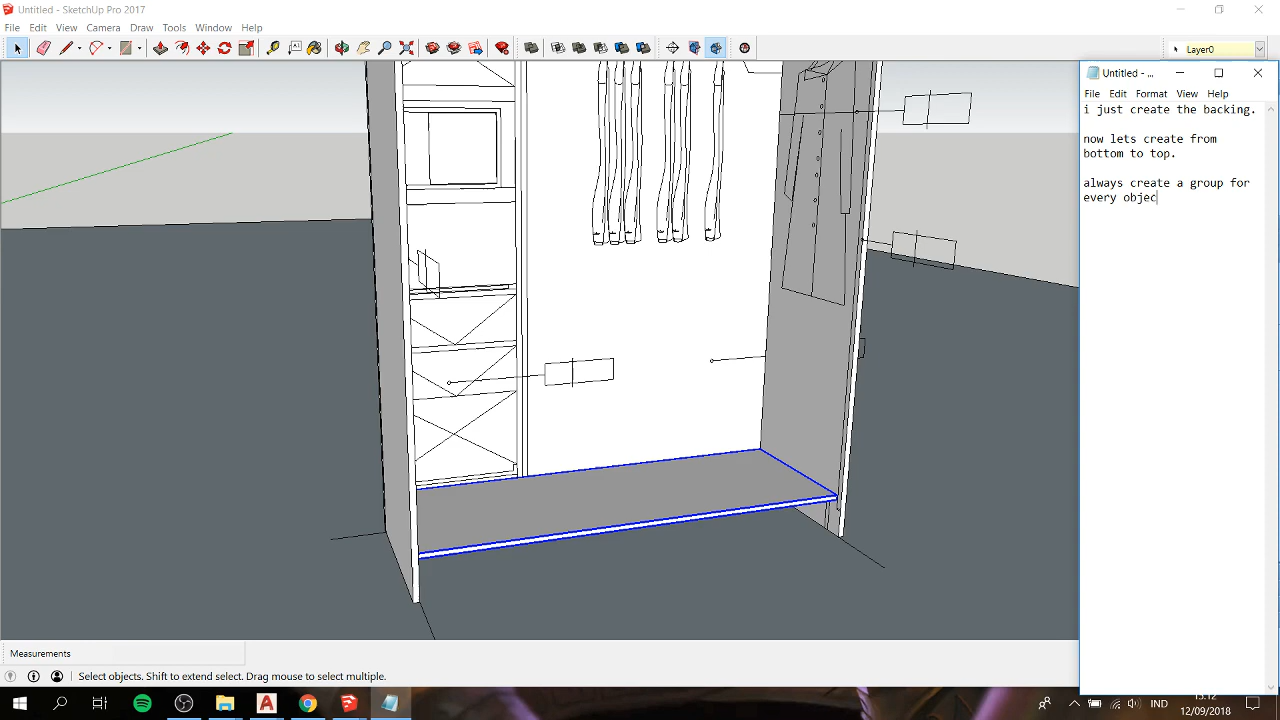 Untitled - SketchUp Pro 2017
File Edit View Camera Draw Tools Window Help
Layer0
Untitled - ...
File Edit Format View Help
i just create the backing.
now lets create from
bottom to top.
always create a group for
every objec
Measurements
Select objects. Shift to extend select. Drag mouse to select multiple.
IND
15.12
12/09/2018